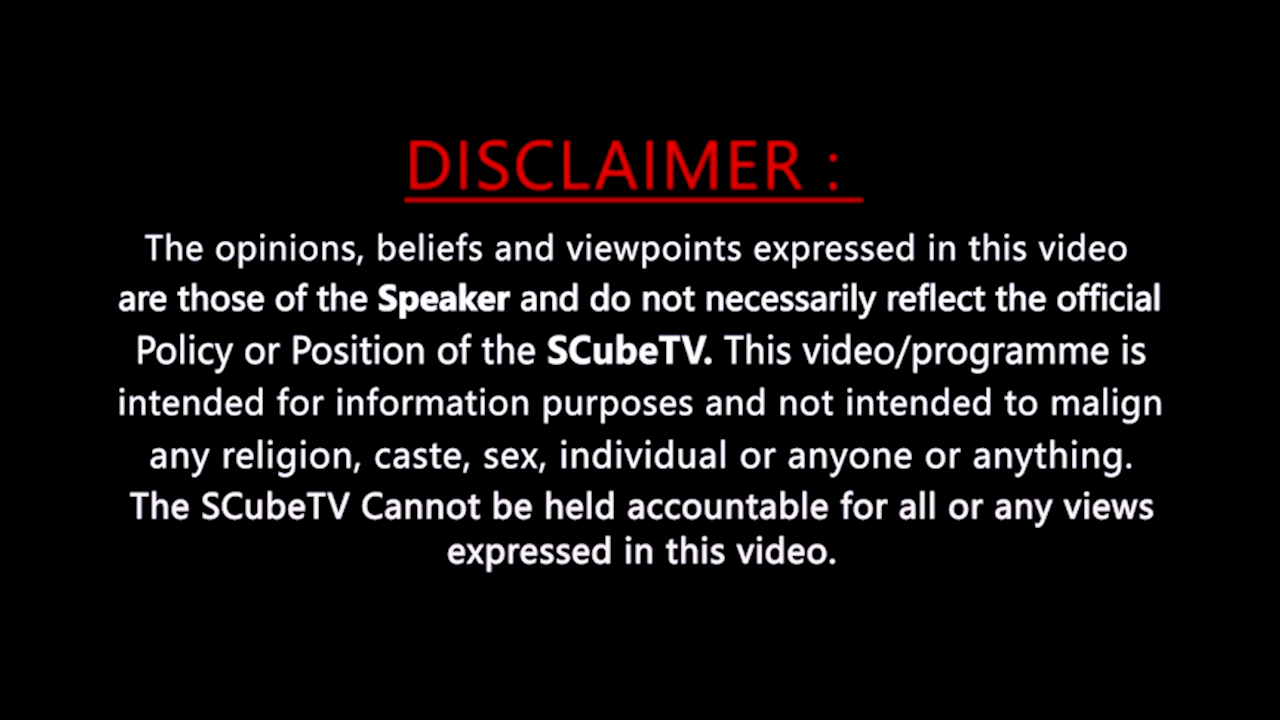 DISCLAIMER :
The opinions, beliefs and viewpoints expressed in this video
are those of the Speaker and do not necessarily reflect the official
Policy or Position of the SCubeTV. This video/programme is
intended for information purposes and not intended to malign
any religion, caste, sex, individual or anyone or anything.
The SCubeTV Cannot be held accountable for all or any views
expressed in this video.